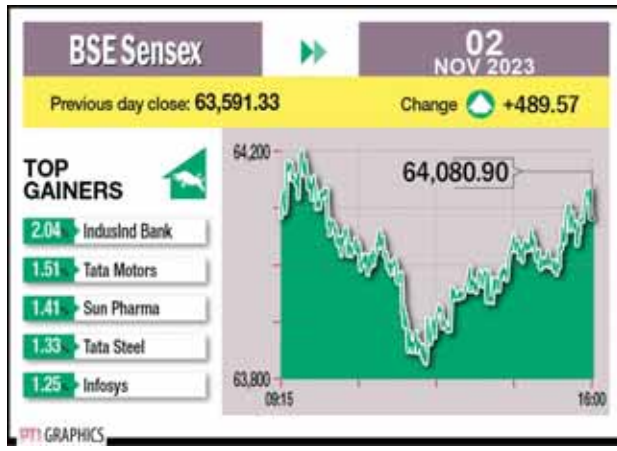 BSE Sensex
02
NOV 2023
Previous day close: 63,591.33
Change +489.57
TOP
GAINERS
2.04% IndusInd Bank
1.51% Tata Motors
1.41% Sun Pharma
1.33% Tata Steel
1.25% Infosys
64,200
64,080.90
63,800
09:15
16:00
PTI GRAPHICS